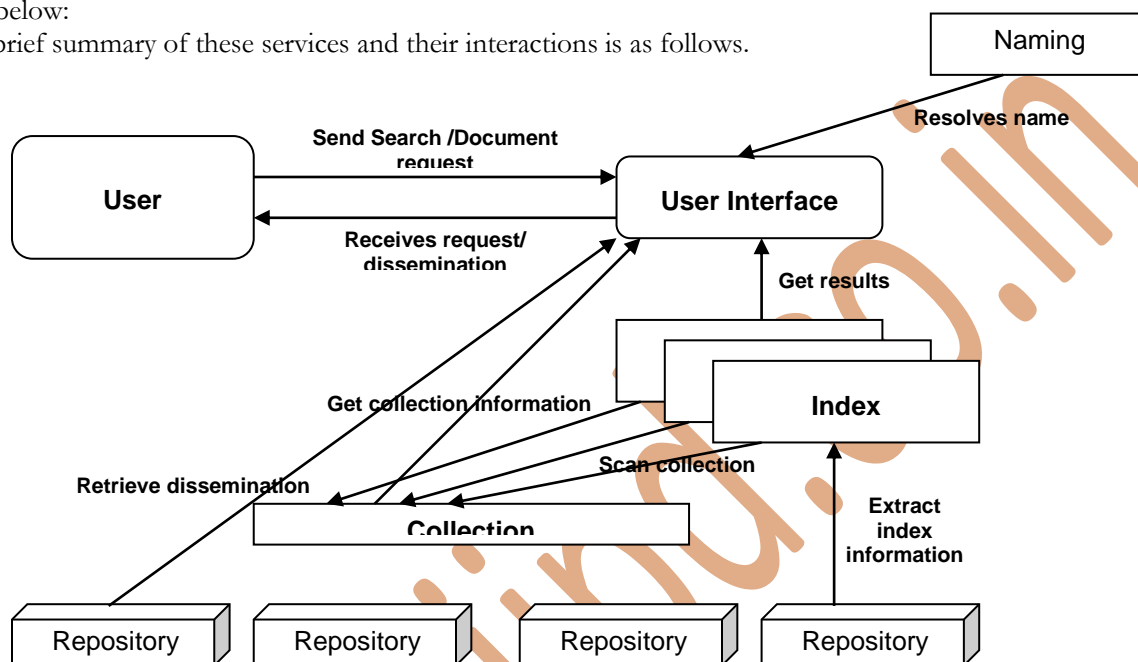 below:
brief summary of these services and their interactions is as follows.
Naming
Resolves name
Send Search /Document
request
User
User Interface
Receives request/
dissemination
Get results
Get collection information
Index
Scan collection
Retrieve dissemination
Extract
index
information
Collection
Repository
Repository
Repository
Repository